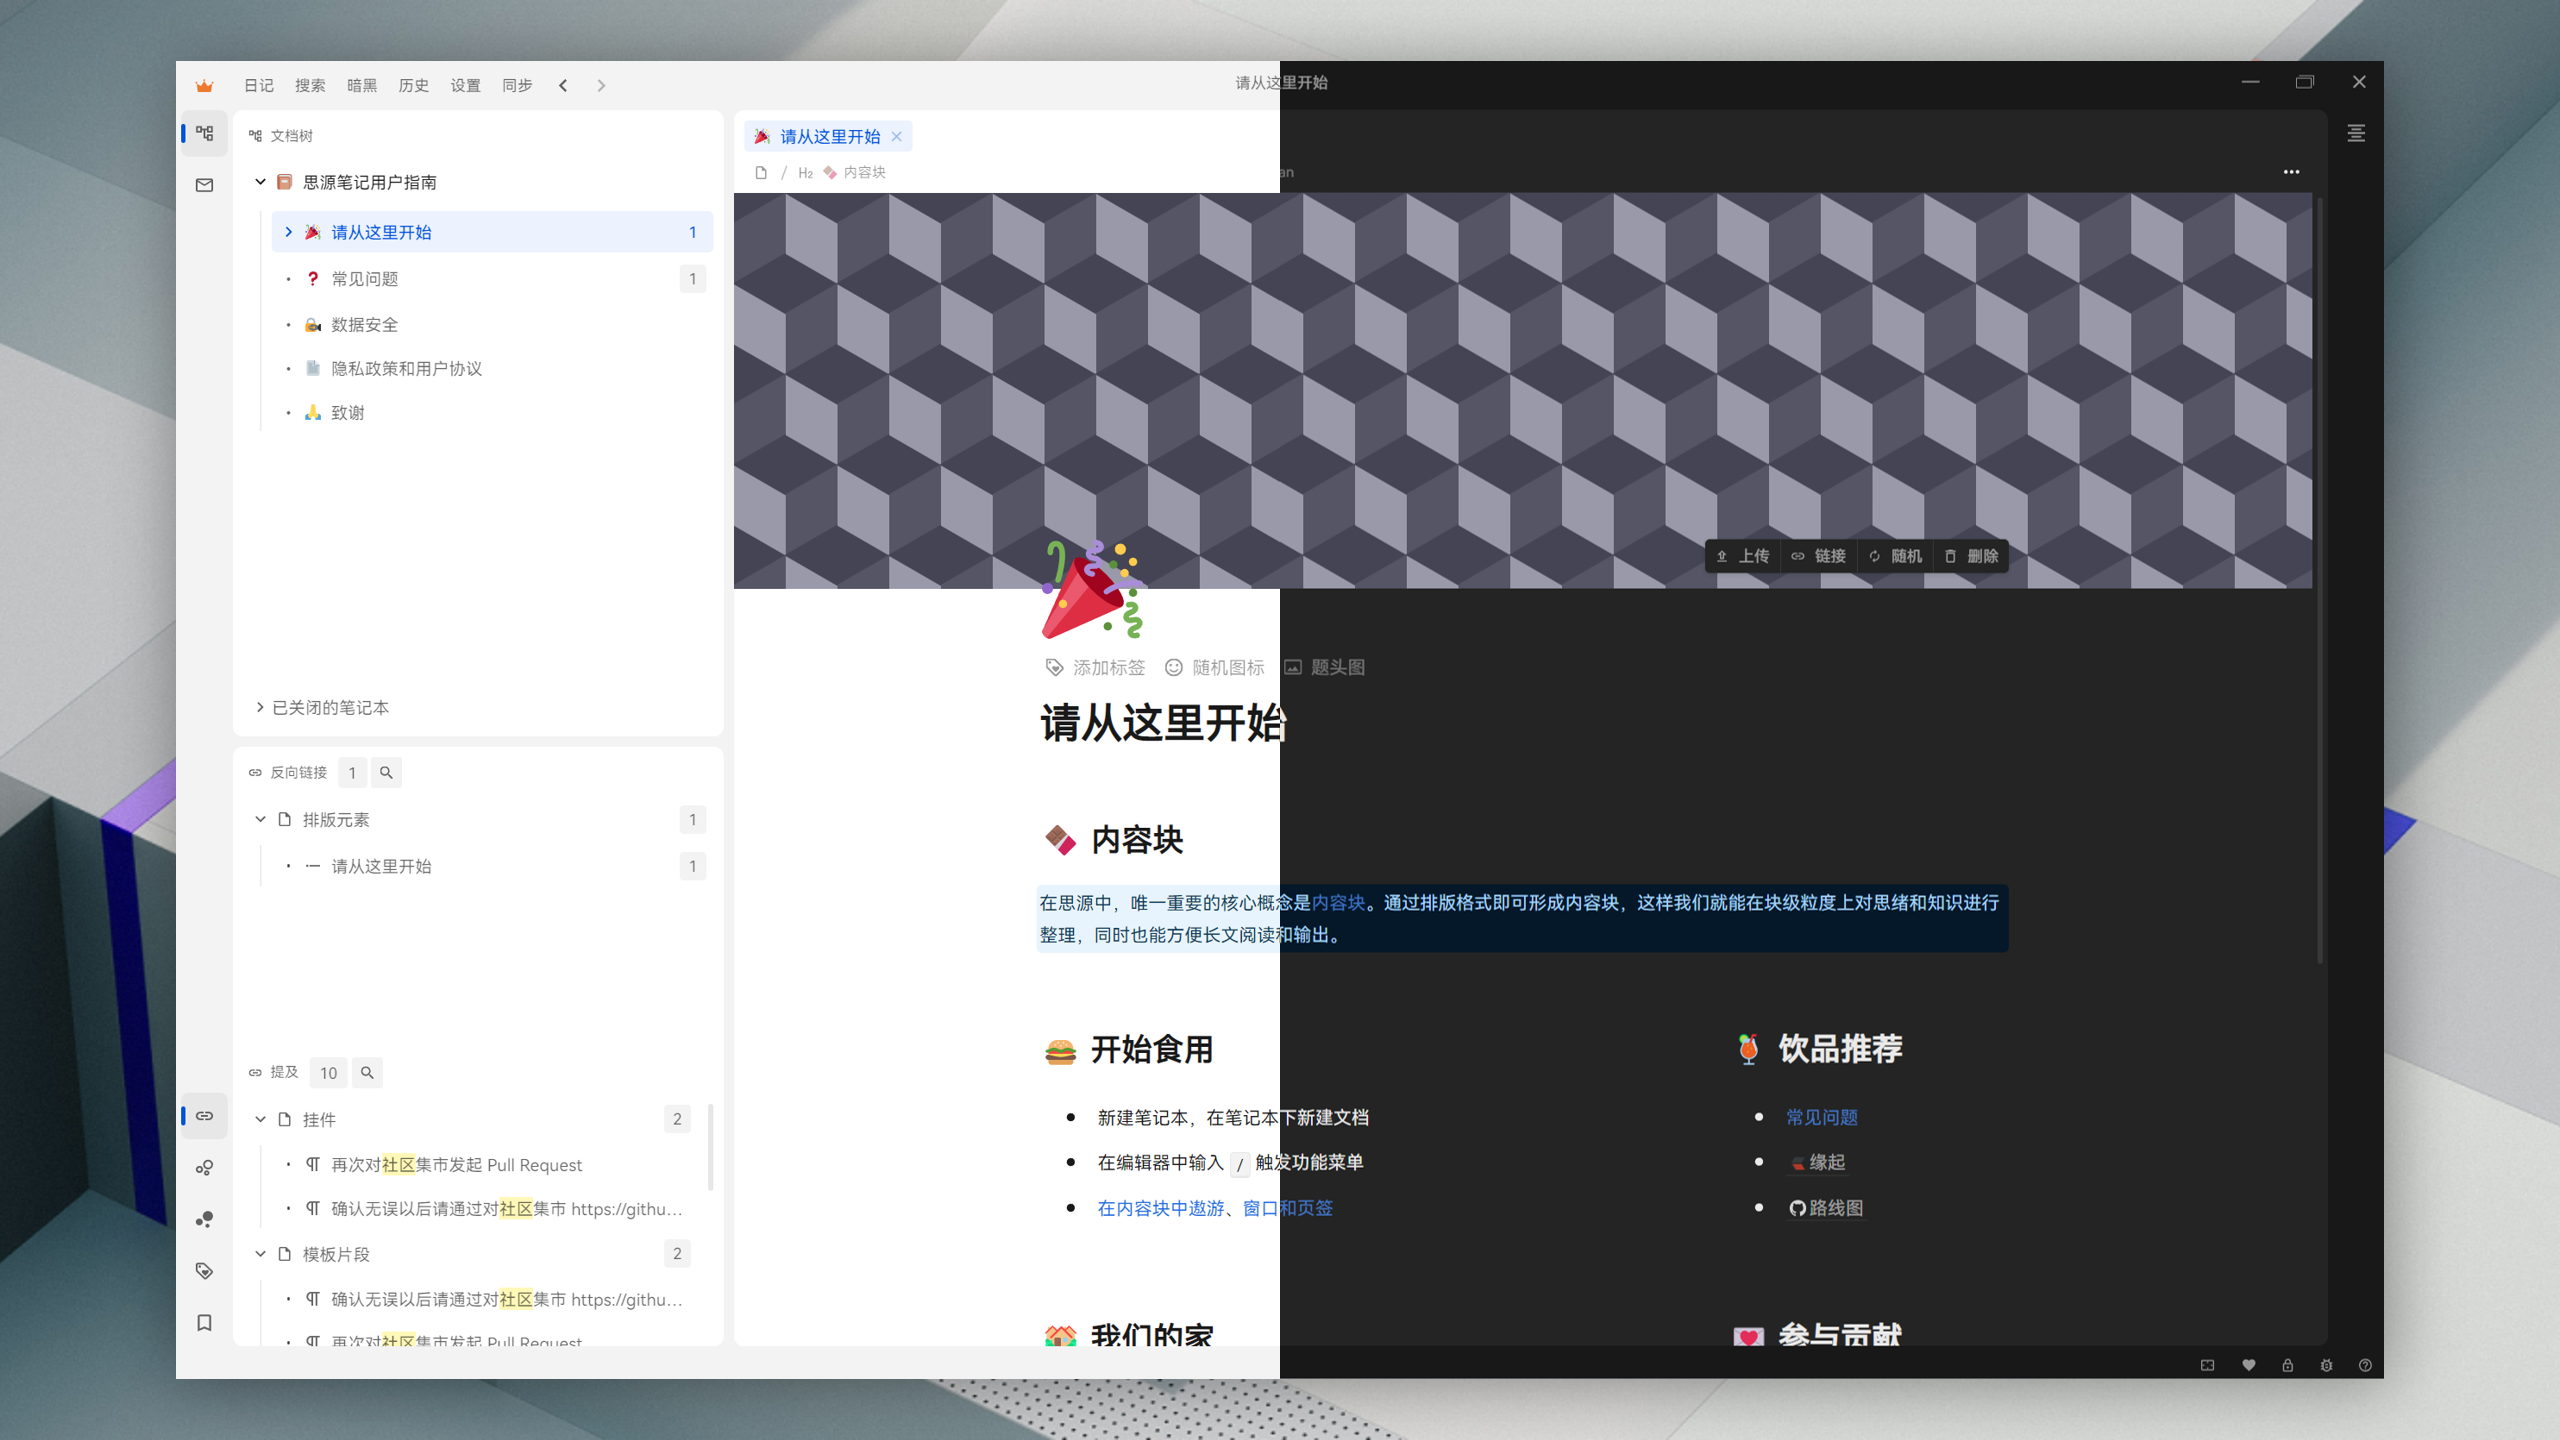 日记 搜索 暗黑 历史 设置 同步
请从这里开始
文档树
思源笔记用户指南
请从这里开始 1
常见问题 1
数据安全
隐私政策和用户协议
致谢
已关闭的笔记本
反向链接 1
排版元素 1
请从这里开始 1
提及 10
挂件 2
再次对社区集市发起 Pull Request
确认无误以后请通过对社区集市 https://githu...
模板片段 2
确认无误以后请通过对社区集市 https://githu...
再次对社区集市发起 Pull Request
请从这里开始
/ H2 内容块
an
上传 链接 随机 删除
添加标签 随机图标 题头图
请从这里开始
内容块
在思源中，唯一重要的核心概念是内容块。通过排版格式即可形成内容块，这样我们就能在块级粒度上对思绪和知识进行
整理，同时也能方便长文阅读和输出。
开始食用
新建笔记本，在笔记本下新建文档
在编辑器中输入 / 触发功能菜单
在内容块中遨游、窗口和页签
饮品推荐
常见问题
缘起
路线图
我们的家
参与贡献